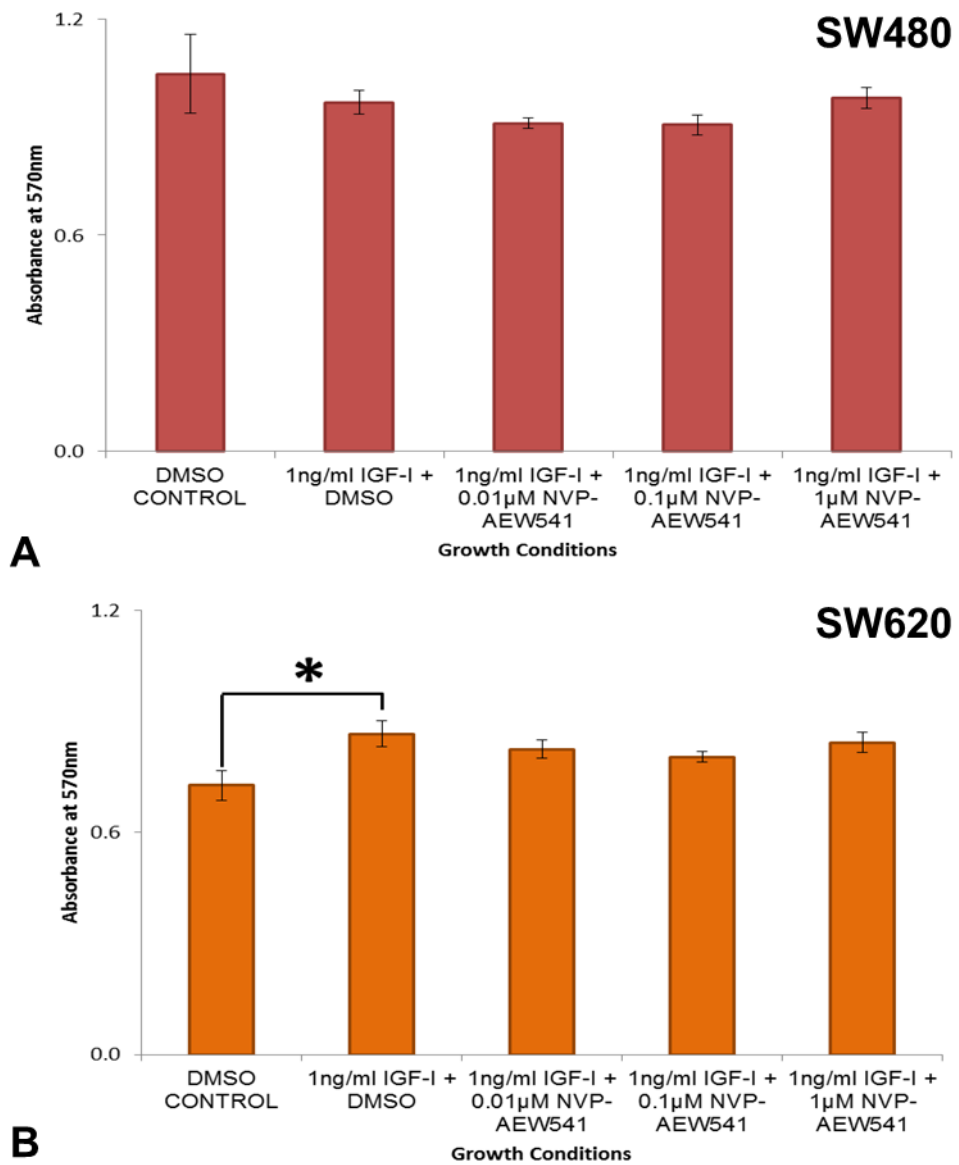 SW480
1.2
0.6
0.0
Absorbance at 570nm
DMSO
CONTROL
1ng/ml IGF-I +
DMSO
1ng/ml IGF-I +
0.01µM NVP-
AEW541
1ng/ml IGF-I +
0.1µM NVP-
AEW541
1ng/ml IGF-I +
1µM NVP-
AEW541
Growth Conditions
A
SW620
1.2
*
0.6
0.0
Absorbance at 570nm
DMSO
CONTROL
1ng/ml IGF-I +
DMSO
1ng/ml IGF-I +
0.01µM NVP-
AEW541
1ng/ml IGF-I +
0.1µM NVP-
AEW541
1ng/ml IGF-I +
1µM NVP-
AEW541
Growth Conditions
B